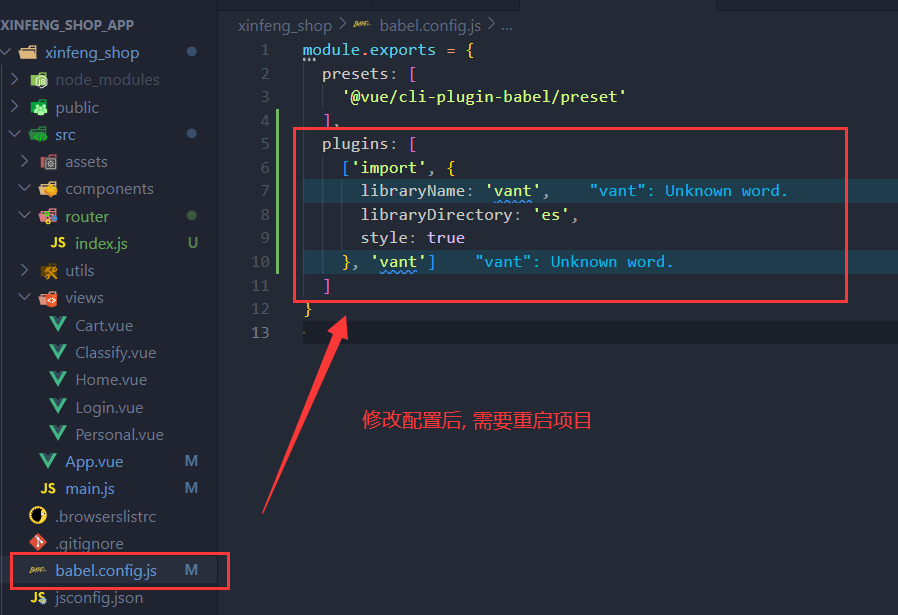 XINFENG_SHOP_APP
xinfeng_shop
node_modules
public
src
assets
components
router
JS index.js U
utils
views
Cart.vue
Classify.vue
Home.vue
Login.vue
Personal.vue
App.vue M
JS main.js M
.browserslistrc
.gitignore
BABEL babel.config.js M
JS jsconfig.json
xinfeng_shop > BABEL babel.config.js > ...
1 module.exports = {
2 presets: [
3 '@vue/cli-plugin-babel/preset'
4 ],
5 plugins: [
6 ['import', {
7 libraryName: 'vant', "vant": Unknown word.
8 libraryDirectory: 'es',
9 style: true
10 }, 'vant'] "vant": Unknown word.
11 ]
12 }
13
修改配置后, 需要重启项目